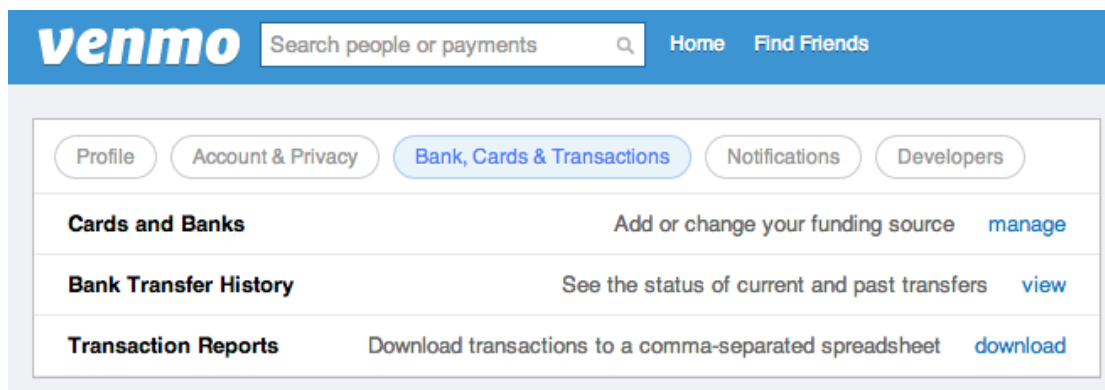 venmo Search people or payments Home Find Friends
Profile Account & Privacy Bank, Cards & Transactions Notifications Developers
Cards and Banks Add or change your funding source manage
Bank Transfer History See the status of current and past transfers view
Transaction Reports Download transactions to a comma-separated spreadsheet download